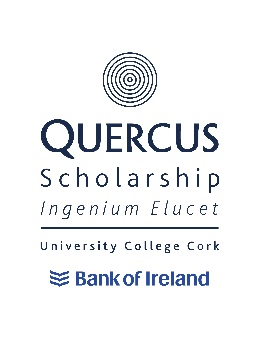 QUERCUS
Scholarship
Ingenium Elucet
University College Cork
Bank of Ireland